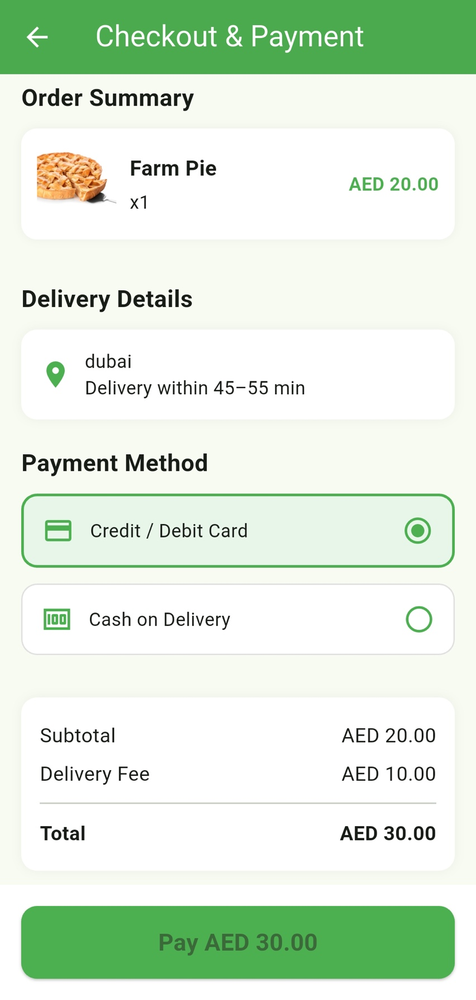 Checkout & Payment
Order Summary
Farm Pie
x1
AED 20.00
Delivery Details
dubai
Delivery within 45–55 min
Payment Method
Credit / Debit Card
100
Cash on Delivery
Subtotal AED 20.00
Delivery Fee AED 10.00
Total AED 30.00
Pay AED 30.00